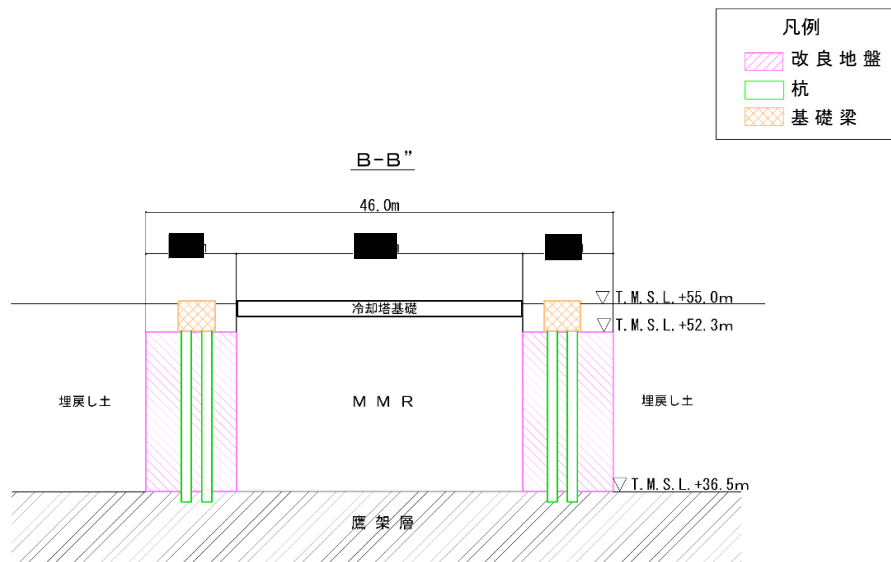 凡例
改良地盤
杭
基礎梁
B-B”
46.0m
T.M.S.L.+55.0m
冷却塔基礎
T.M.S.L.+52.3m
埋戻し土
MMR
埋戻し土
T.M.S.L.+36.5m
鷹架層